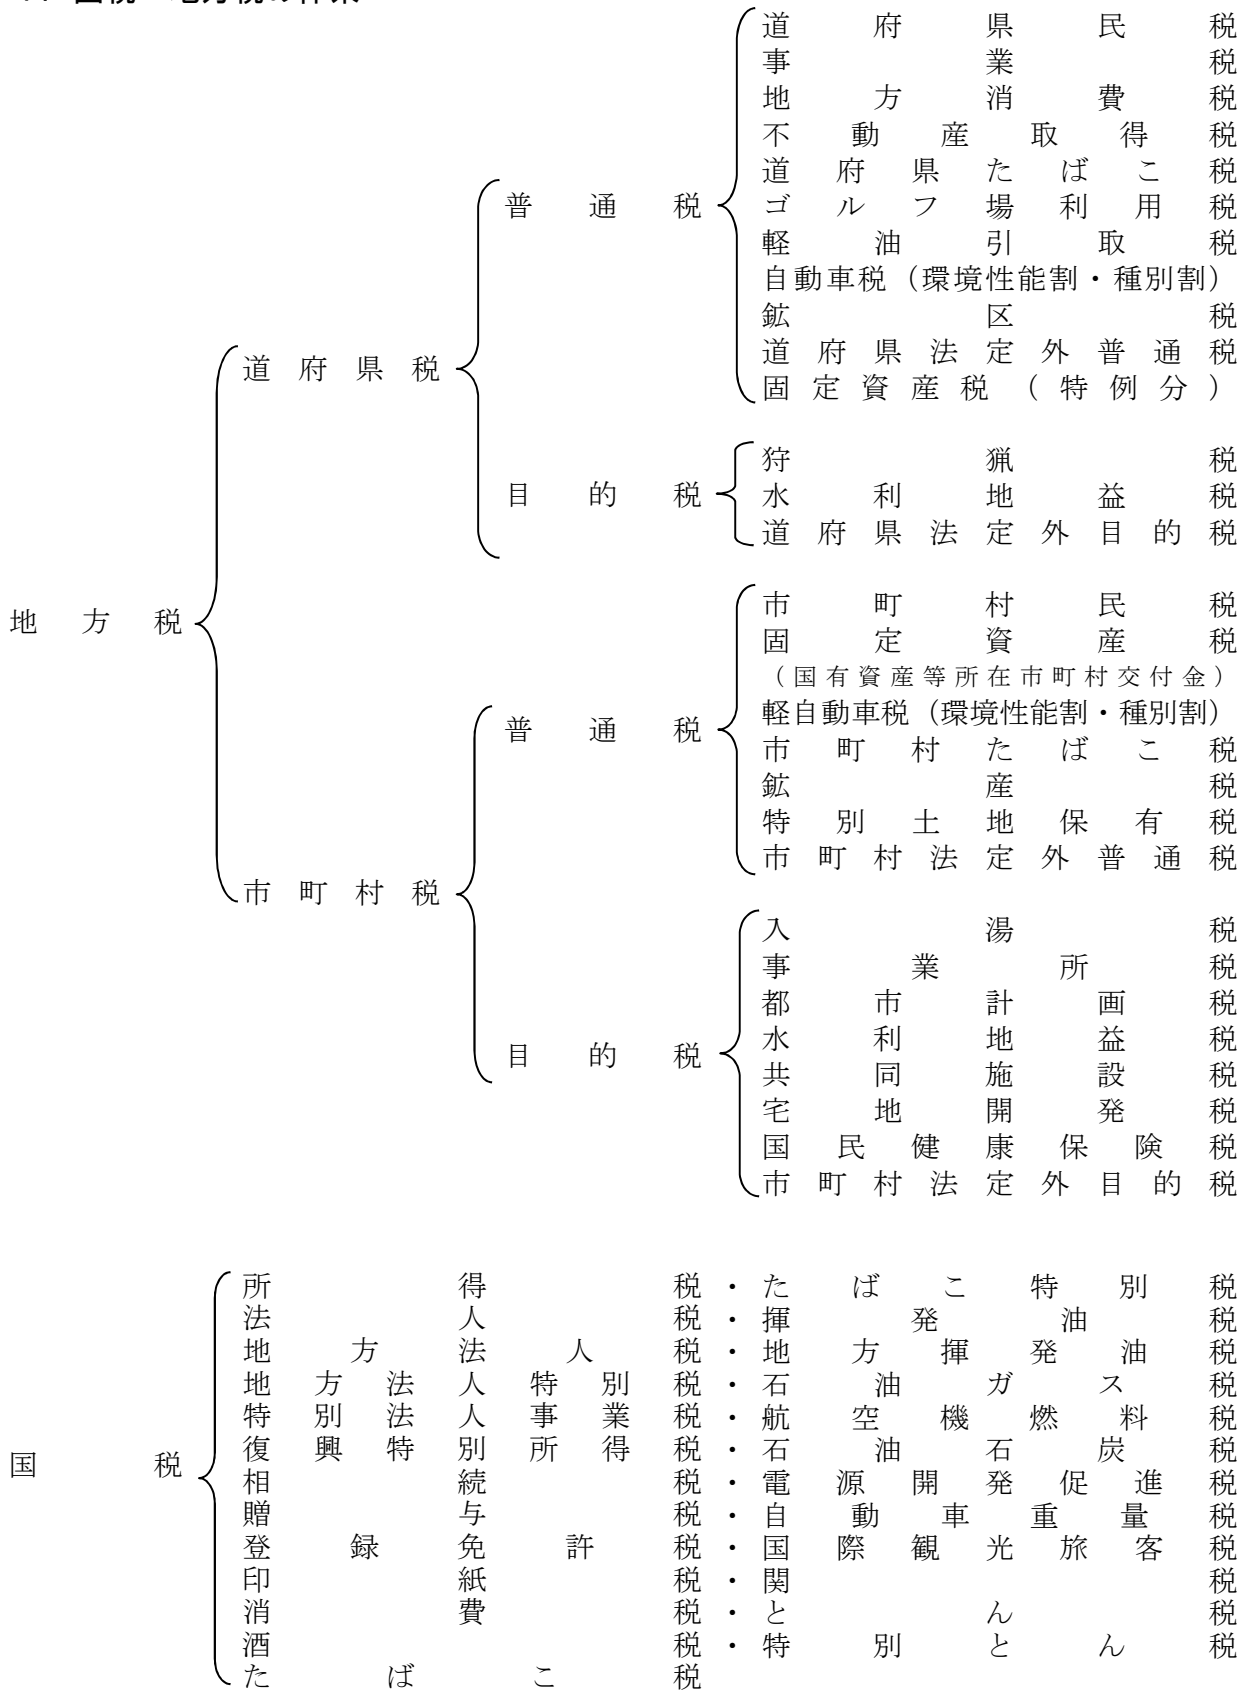 道府県民税
事業税
地方消費税
不動産取得税
道府県たばこ税
普通税 ゴルフ場利用税
軽油引取税
自動車税（環境性能割・種別割）
鉱区税
道府県法定外普通税
道府県税
固定資産税（特例分）
狩猟税
目的税 水利地益税
道府県法定外目的税
市町村民税
地方税
固定資産税
（国有資産等所在市町村交付金）
軽自動車税（環境性能割・種別割）
普通税
市町村たばこ税
鉱産税
特別土地保有税
市町村法定外普通税
市町村税
入湯税
事業所税
都市計画税
水利地益税
目的税
共同施設税
宅地開発税
国民健康保険税
市町村法定外目的税
所得税・たばこ特別税
法人税・揮発油税
地方法人税・地方揮発油税
地方法人特別税・石油ガス税
特別法人事業税・航空機燃料税
復興特別所得税・石油石炭税
国税
相続税・電源開発促進税
贈与税・自動車重量税
登録免許税・国際観光旅客税
印紙税・関税
消費税・とん税
酒税・特別とん税
たばこ税